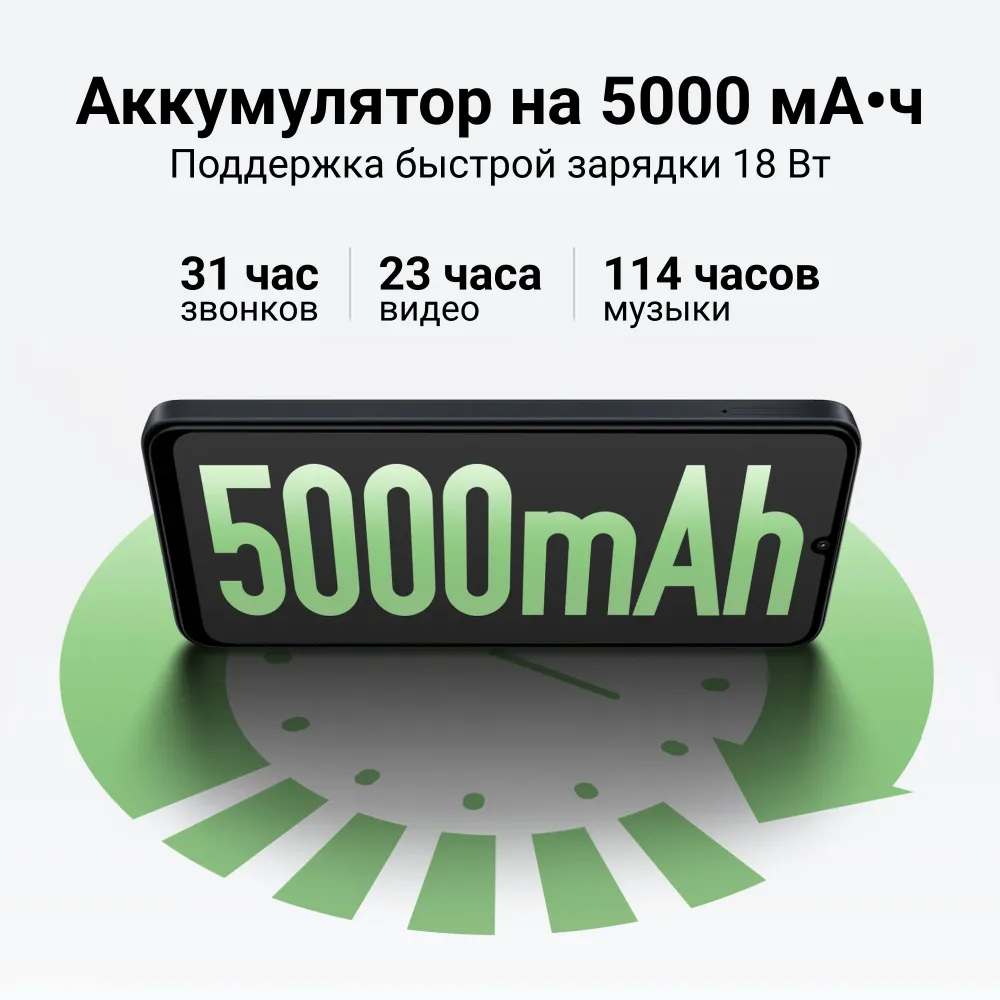 Аккумулятор на 5000 мА•ч
Поддержка быстрой зарядки 18 Вт
31 час
звонков
23 часа
видео
114 часов
музыки
5000mAh